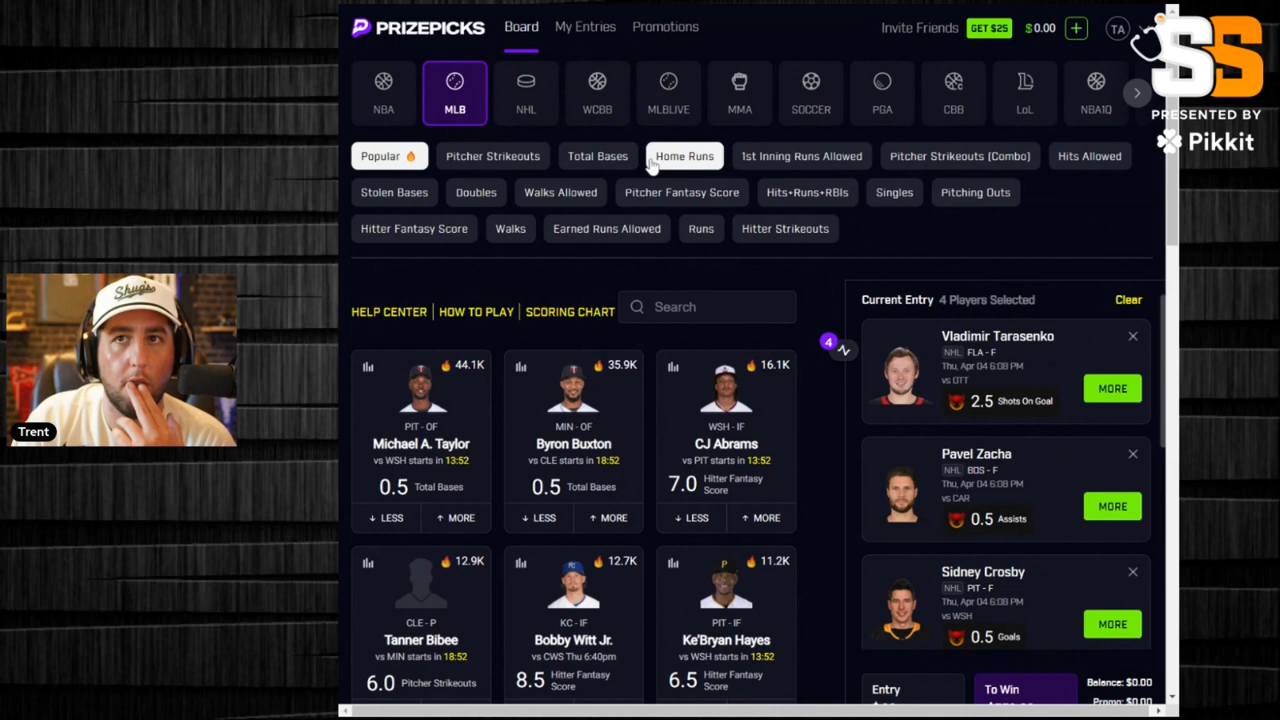 PRIZEPICKS Board My Entries Promotions Invite Friends GET $25 $0.00 + TA
SS
PRESENTED BY
Pikkit
NBA MLB NHL WCBB MLBLIVE MMA SOCCER PGA CBB LoL NBA1Q
Popular Pitcher Strikeouts Total Bases Home Runs 1st Inning Runs Allowed Pitcher Strikeouts (Combo) Hits Allowed
Stolen Bases Doubles Walks Allowed Pitcher Fantasy Score Hits+Runs+RBIs Singles Pitching Outs
Hitter Fantasy Score Walks Earned Runs Allowed Runs Hitter Strikeouts
HELP CENTER | HOW TO PLAY | SCORING CHART Search
44.1K
PIT - OF
Michael A. Taylor
vs WSH starts in 13:52
0.5 Total Bases
↓ LESS ↑ MORE
35.9K
MIN - OF
Byron Buxton
vs CLE starts in 18:52
0.5 Total Bases
↓ LESS ↑ MORE
16.1K
WSH - IF
CJ Abrams
vs PIT starts in 13:52
7.0 Hitter Fantasy
Score
↓ LESS ↑ MORE
12.9K
CLE - P
Tanner Bibee
vs MIN starts in 18:52
6.0 Pitcher Strikeouts
12.7K
KC - IF
Bobby Witt Jr.
vs CWS Thu 6:40pm
8.5 Hitter Fantasy
Score
11.2K
P
PIT - IF
Ke'Bryan Hayes
vs WSH starts in 13:52
6.5 Hitter Fantasy
Score
4
Current Entry 4 Players Selected Clear
Vladimir Tarasenko
NHL FLA - F
Thu, Apr 04 6:08 PM
vs OTT
2.5 Shots On Goal
MORE
Pavel Zacha
NHL BOS - F
Thu, Apr 04 6:08 PM
vs CAR
0.5 Assists
MORE
Sidney Crosby
NHL PIT - F
Thu, Apr 04 6:08 PM
vs WSH
0.5 Goals
MORE
Entry To Win Balance: $0.00
Promo: $0.00
Shugs
Trent